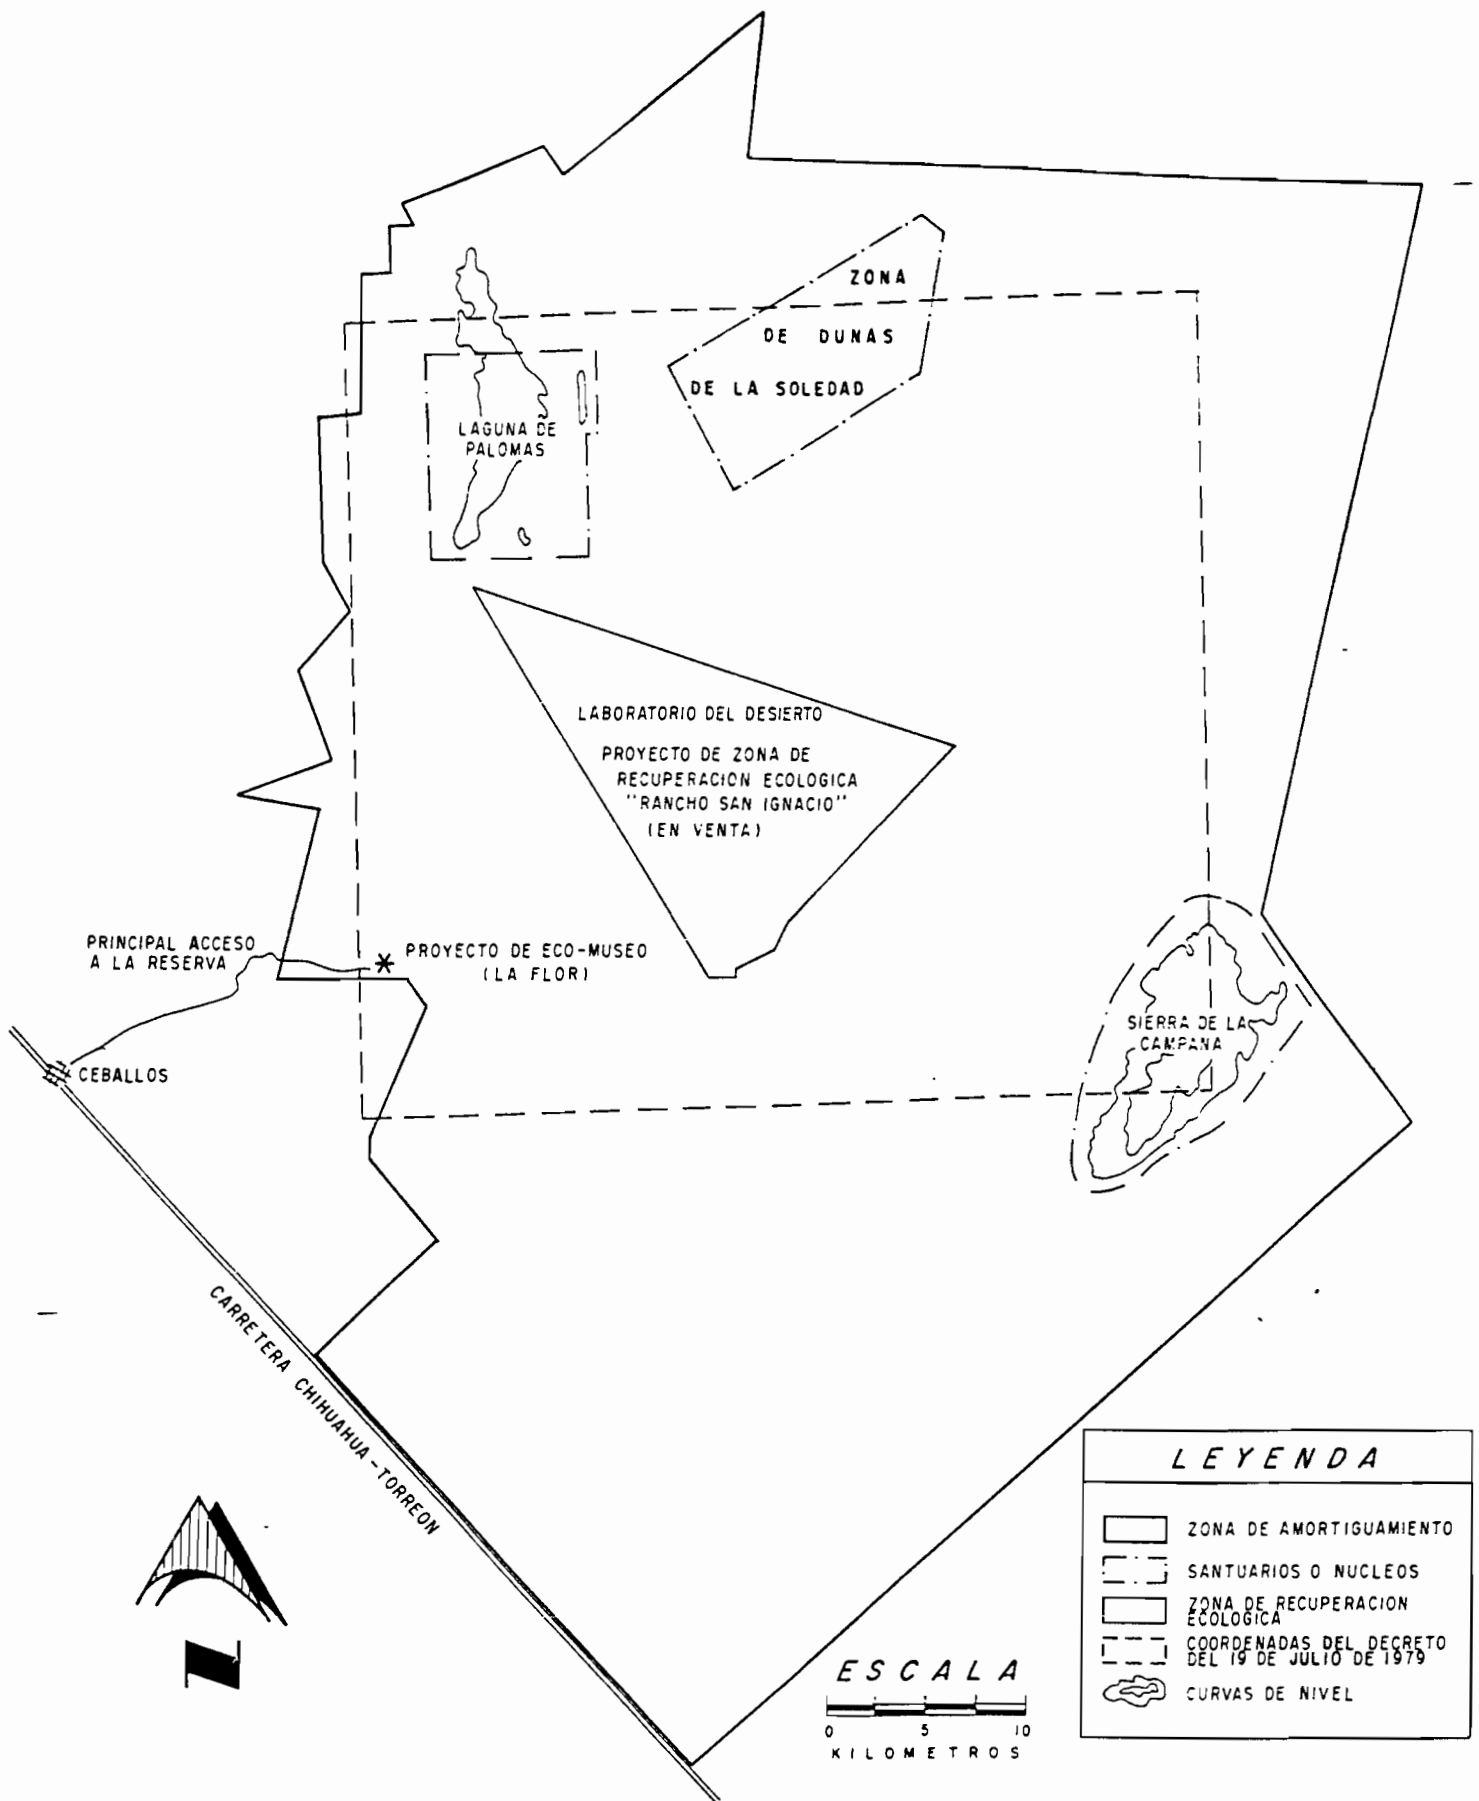 ZONA
DE DUNAS
DE LA SOLEDAD
LAGUNA DE
PALOMAS
LABORATORIO DEL DESIERTO
PROYECTO DE ZONA DE
RECUPERACION ECOLOGICA
"RANCHO SAN IGNACIO"
(EN VENTA)
PRINCIPAL ACCESO
A LA RESERVA
PROYECTO DE ECO-MUSEO
(LA FLOR)
SIERRA DE LA
CAMPANA
CEBALLOS
CARRETERA CHIHUAHUA-TORREON
LEYENDA
ZONA DE AMORTIGUAMIENTO
SANTUARIOS O NUCLEOS
ZONA DE RECUPERACION
ECOLOGICA
COORDENADAS DEL DECRETO
DEL 19 DE JULIO DE 1979
CURVAS DE NIVEL
ESCALA
0 5 10
KILOMETROS